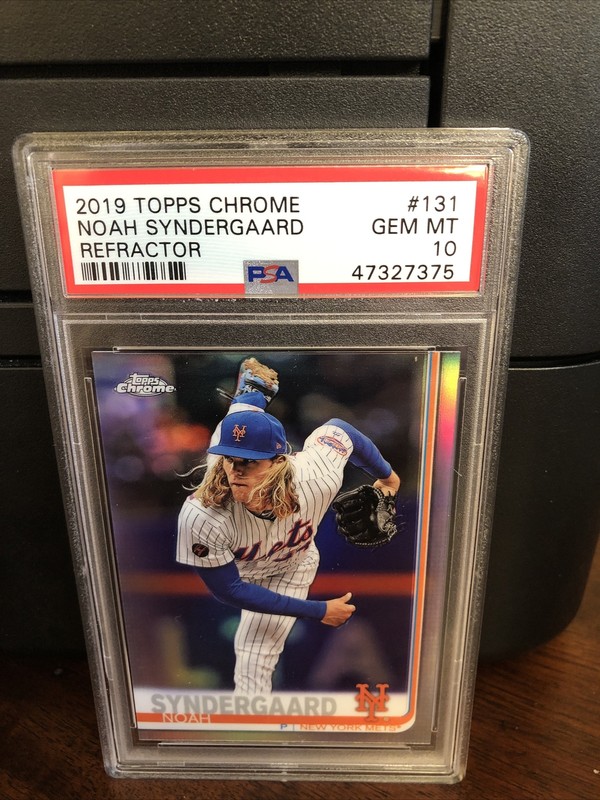 2019 TOPPS CHROME #131
NOAH SYNDERGAARD GEM MT
REFRACTOR 10
PSA 47327375
Topps
Chrome
Mets
SYNDERGAARD
NOAH
NY
P | NEW YORK METS